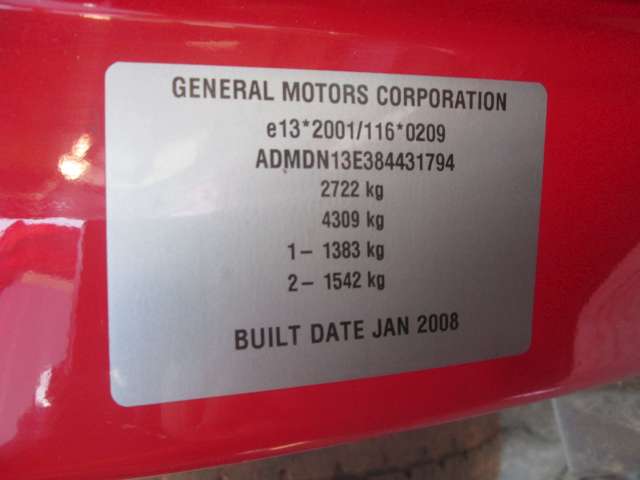 GENERAL MOTORS CORPORATION
e13*2001/116*0209
ADMDN13E384431794
2722 kg
4309 kg
1– 1383 kg
2– 1542 kg
BUILT DATE JAN 2008